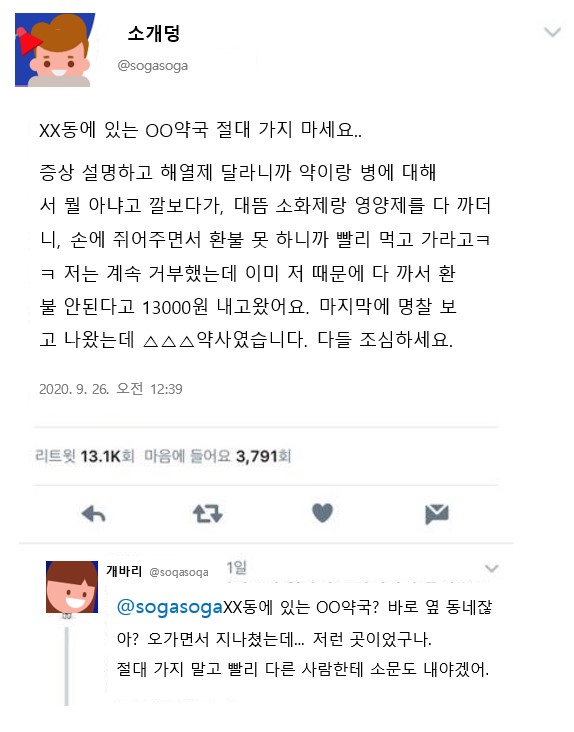 소개덩
@sogasoga
XX동에 있는 OO약국 절대 가지 마세요..
증상 설명하고 해열제 달라니까 약이랑 병에 대해
서 뭘 아냐고 깔보다가, 대뜸 소화제랑 영양제를 다 까더
니, 손에 쥐어주면서 환불 못 하니까 빨리 먹고 가라고ㅋ
ㅋ 저는 계속 거부했는데 이미 저 때문에 다 까서 환
불 안된다고 13000원 내고왔어요. 마지막에 명찰 보
고 나왔는데 △△△약사였습니다. 다들 조심하세요.
2020. 9. 26. 오전 12:39
리트윗 13.1K회 마음에 들어요 3,791회
개바리 @soqasoqa 1일
@sogasogaXX동에 있는 OO약국? 바로 옆 동네잖
아? 오가면서 지나쳤는데... 저런 곳이었구나.
절대 가지 말고 빨리 다른 사람한테 소문도 내야겠어.